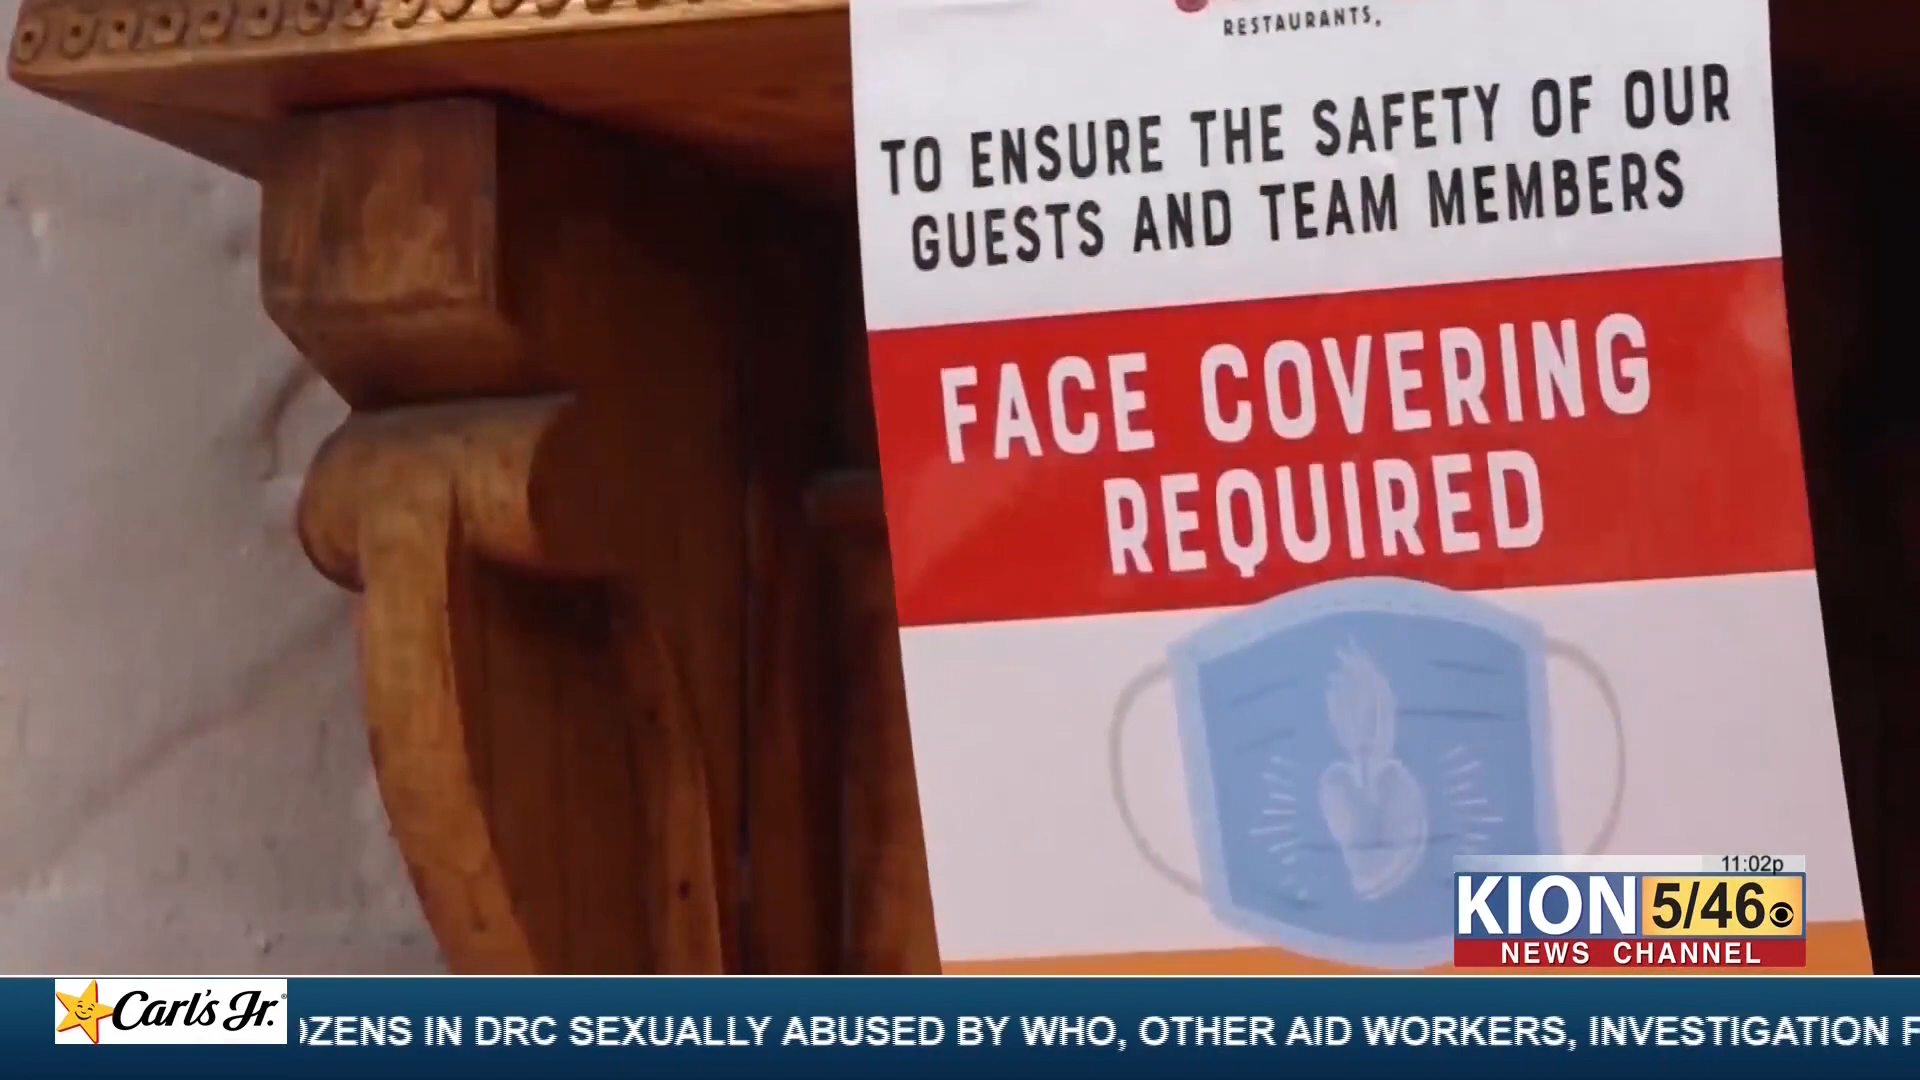 RESTAURANTS.
TO ENSURE THE SAFETY OF OUR
GUESTS AND TEAM MEMBERS
FACE COVERING
REQUIRED
11:02p
KION 5/46
NEWS CHANNEL
Carl's Jr.®
OZENS IN DRC SEXUALLY ABUSED BY WHO, OTHER AID WORKERS, INVESTIGATION F